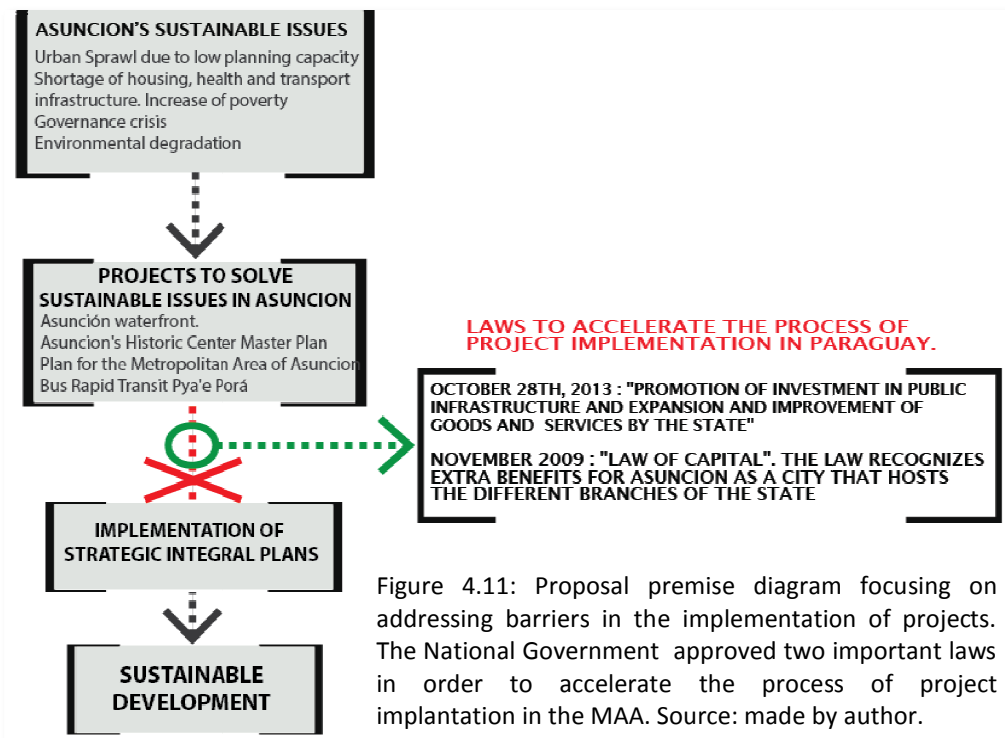 ASUNCION'S SUSTAINABLE ISSUES
Urban Sprawl due to low planning capacity
Shortage of housing, health and transport
infrastructure. Increase of poverty
Governance crisis
Environmental degradation
PROJECTS TO SOLVE
SUSTAINABLE ISSUES IN ASUNCION
Asunción waterfront.
Asuncion's Historic Center Master Plan
Plan for the Metropolitan Area of Asuncion
Bus Rapid Transit Pya'e Porá
LAWS TO ACCELERATE THE PROCESS OF
PROJECT IMPLEMENTATION IN PARAGUAY.
OCTOBER 28TH, 2013 : "PROMOTION OF INVESTMENT IN PUBLIC
INFRASTRUCTURE AND EXPANSION AND IMPROVEMENT OF
GOODS AND SERVICES BY THE STATE"
NOVEMBER 2009 : "LAW OF CAPITAL". THE LAW RECOGNIZES
EXTRA BENEFITS FOR ASUNCION AS A CITY THAT HOSTS
THE DIFFERENT BRANCHES OF THE STATE
IMPLEMENTATION OF
STRATEGIC INTEGRAL PLANS
SUSTAINABLE
DEVELOPMENT
Figure 4.11: Proposal premise diagram focusing on
addressing barriers in the implementation of projects.
The National Government approved two important laws
in order to accelerate the process of project
implantation in the MAA. Source: made by author.